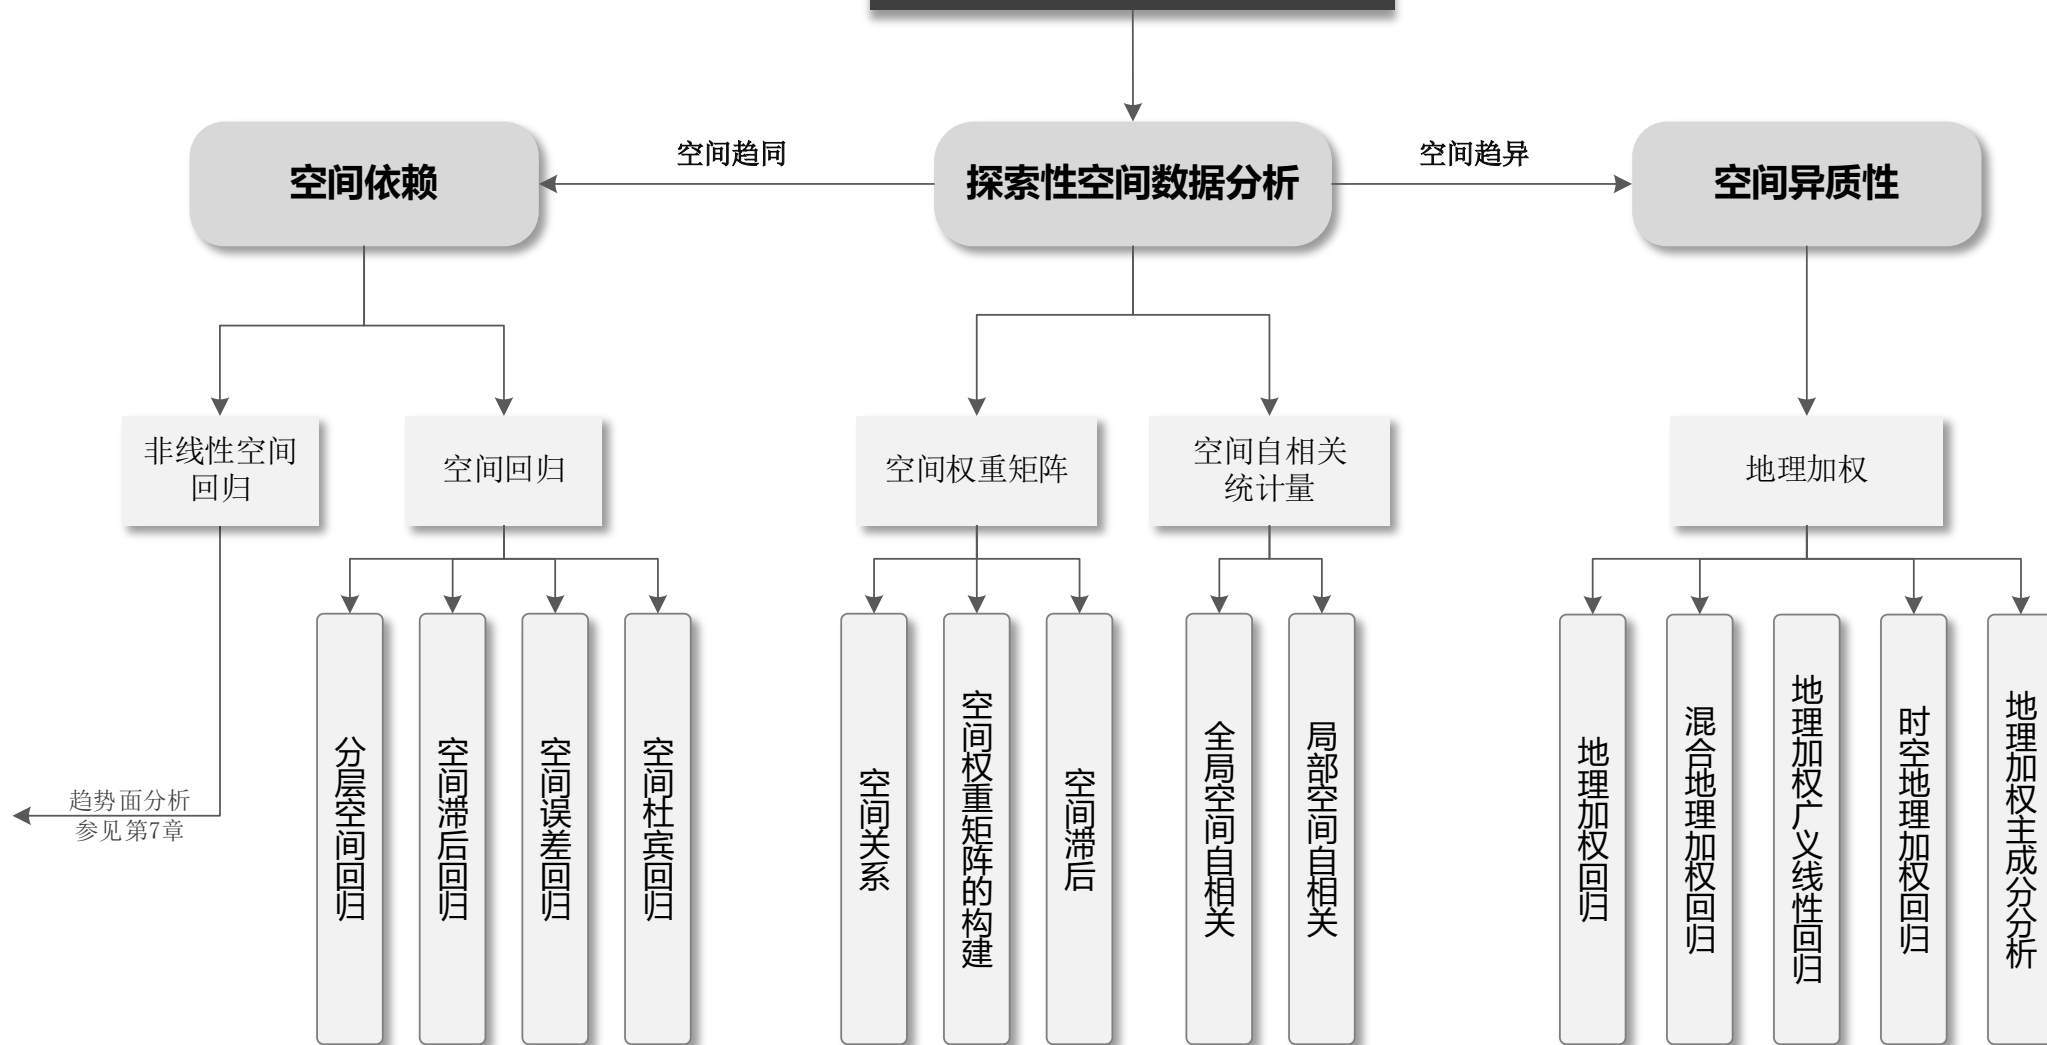 空间趋同
空间趋异
空间依赖
探索性空间数据分析
空间异质性
非线性空间
回归
空间回归
空间权重矩阵
空间自相关
统计量
地理加权
趋势面分析
参见第7章
分层空间回归
空间滞后回归
空间误差回归
空间杜宾回归
空间关系
空间权重矩阵的构建
空间滞后
全局空间自相关
局部空间自相关
地理加权回归
混合地理加权回归
地理加权广义线性回归
时空地理加权回归
地理加权主成分分析